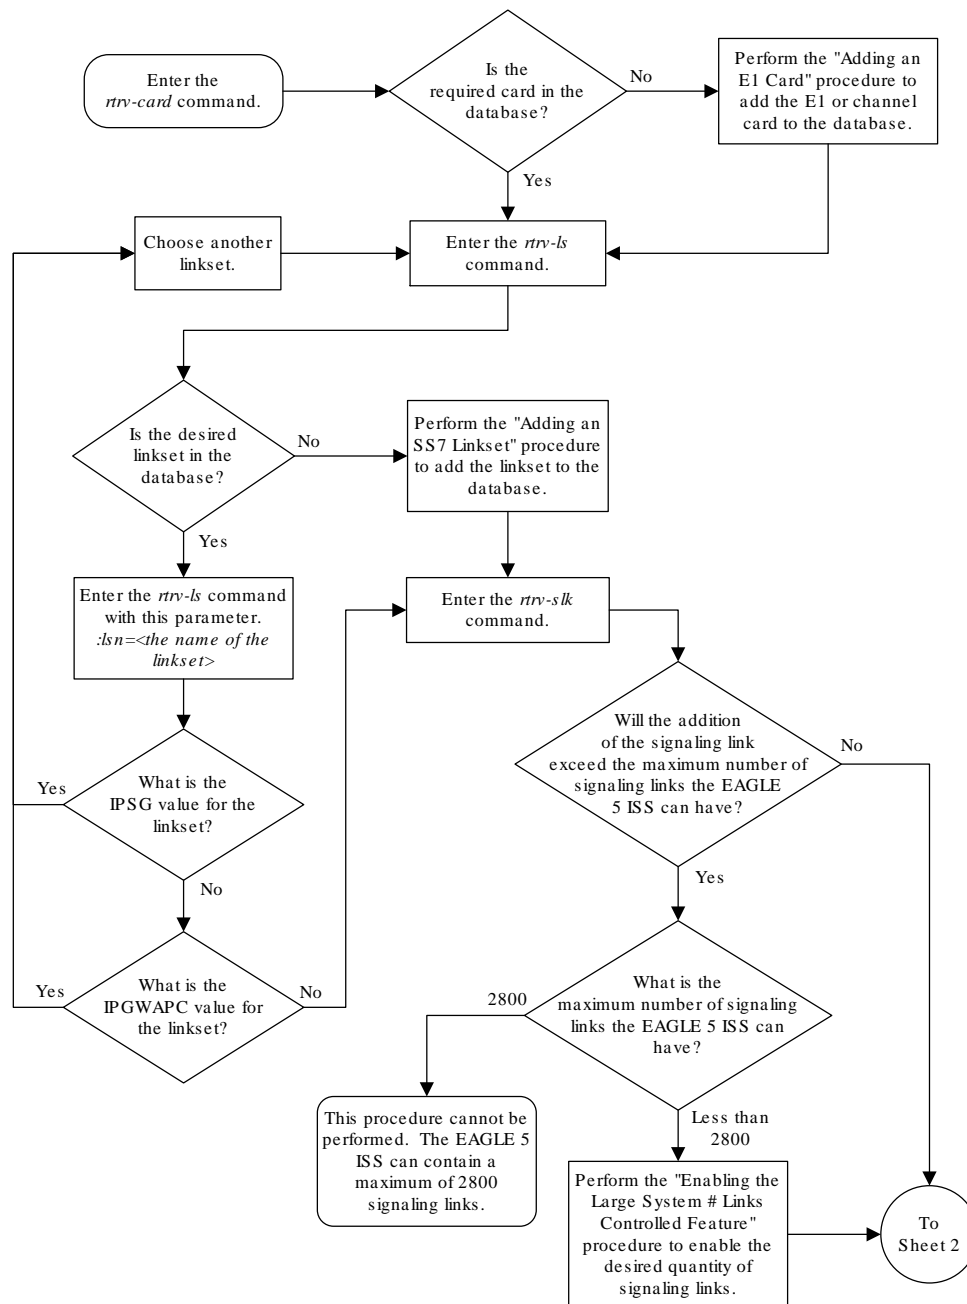 Enter the
rtrv-card command.
Is the
required card in the
database?
No
Perform the "Adding an
E1 Card" procedure to
add the E1 or channel
card to the database.
Yes
Choose another
linkset.
Enter the rtrv-ls
command.
Is the desired
linkset in the
database?
No
Perform the "Adding an
SS7 Linkset" procedure
to add the linkset to the
database.
Yes
Enter the rtrv-ls command
with this parameter.
:lsn=<the name of the
linkset>
Enter the rtrv-slk
command.
Will the addition
of the signaling link
exceed the maximum number of
signaling links the EAGLE
5 ISS can have?
No
Yes
What is the
IPSG value for the
linkset?
Yes
No
What is the
IPGWAPC value for
the linkset?
Yes
No
What is the
maximum number of signaling
links the EAGLE 5 ISS can
have?
2800
Less than
2800
This procedure cannot be
performed. The EAGLE 5
ISS can contain a
maximum of 2800
signaling links.
Perform the "Enabling the
Large System # Links
Controlled Feature"
procedure to enable the
desired quantity of
signaling links.
To
Sheet 2